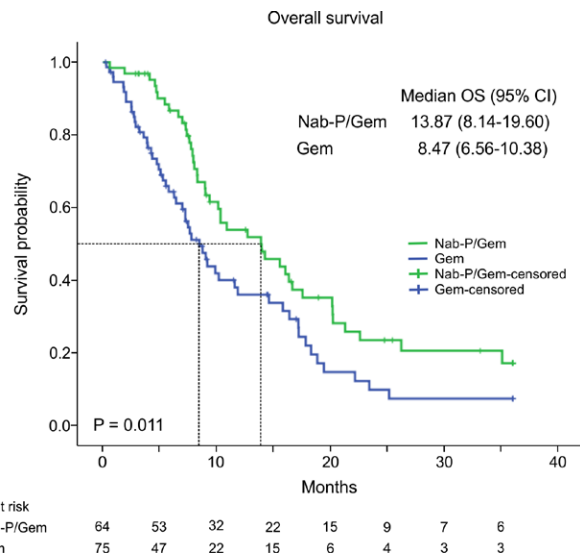 Overall survival
Median OS (95% CI)
Nab-P/Gem 13.87 (8.14-19.60)
Gem 8.47 (6.56-10.38)
1.0
0.8
0.6
0.4
0.2
0.0
Survival probability
Nab-P/Gem
Gem
Nab-P/Gem-censored
Gem-censored
P = 0.011
0 10 20 30 40
Months
t risk
-P/Gem 64 53 32 22 15 9 7 6
m 75 47 22 15 6 4 3 3